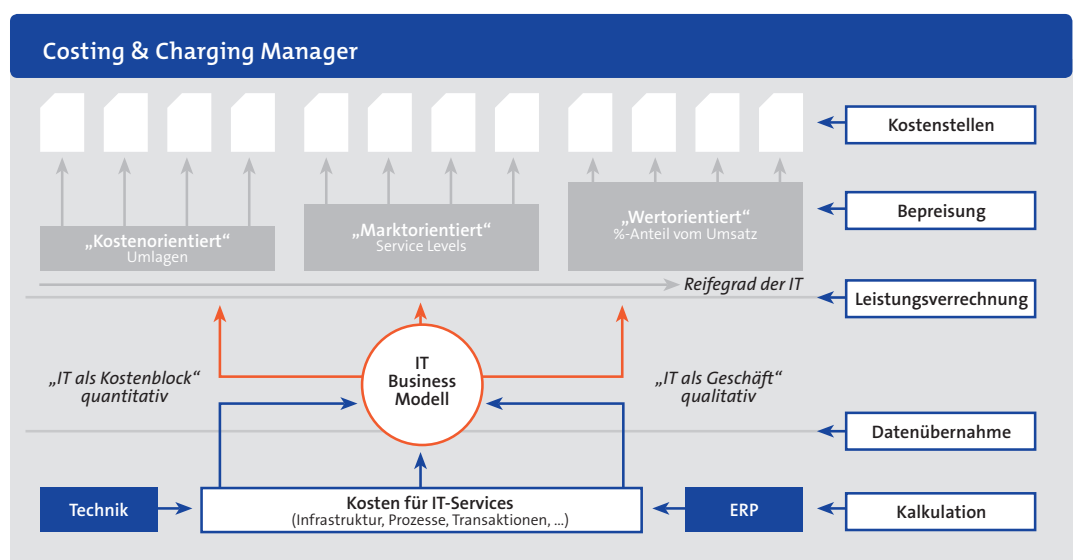 Costing & Charging Manager
Kostenstellen
„Kostenorientiert“
Umlagen
„Marktorientiert“
Service Levels
„Wertorientiert“
%-Anteil vom Umsatz
Bepreisung
Reifegrad der IT
Leistungsverrechnung
„IT als Kostenblock“
quantitativ
IT
Business
Modell
„IT als Geschäft“
qualitativ
Datenübernahme
Technik
Kosten für IT-Services
(Infrastruktur, Prozesse, Transaktionen, ...)
ERP
Kalkulation